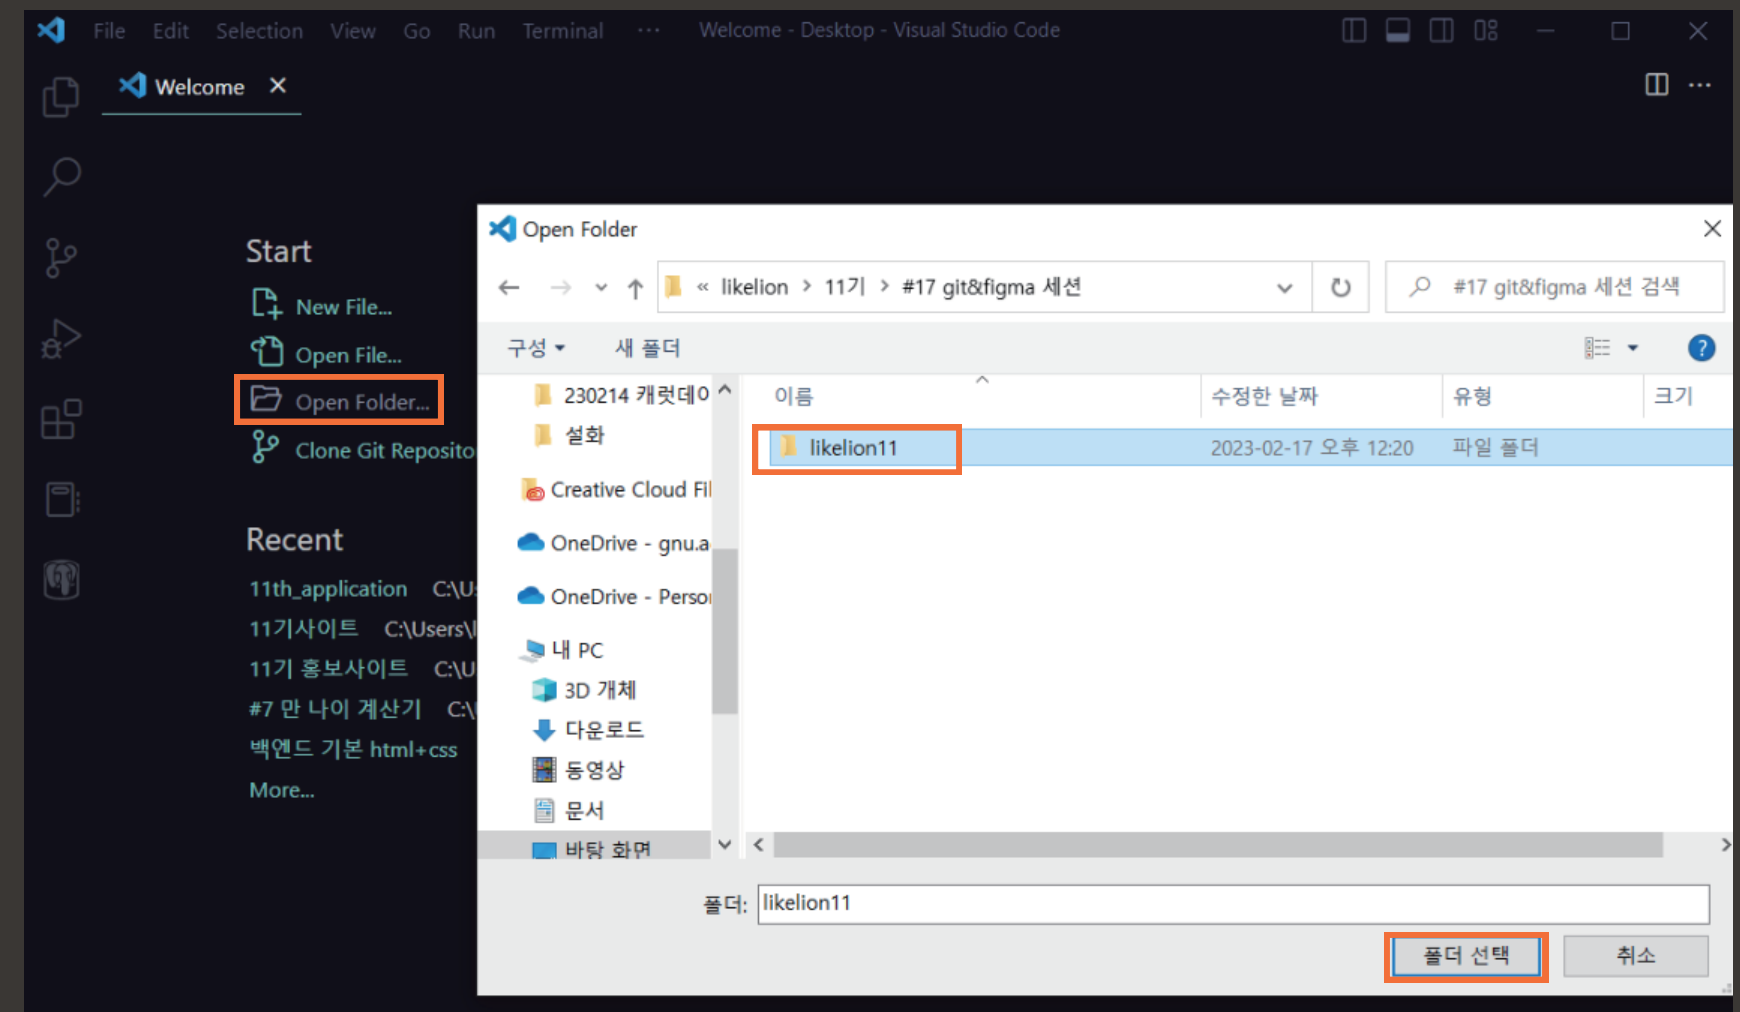 File Edit Selection View Go Run Terminal ··· Welcome - Desktop - Visual Studio Code
Welcome
Start
New File...
Open File...
Open Folder...
Clone Git Reposito
Recent
11th_application C:\U
11기사이트 C:\Users\
11기 홍보사이트 C:\U
#7 만 나이 계산기 C:\
백엔드 기본 html+css
More...
Open Folder
« likelion > 11기 > #17 git&figma 세션
#17 git&figma 세션 검색
구성 새 폴더
230214 캐럿데이
설화
Creative Cloud Fil
OneDrive - gnu.a
OneDrive - Person
내 PC
3D 개체
다운로드
동영상
문서
바탕 화면
이름 수정한 날짜 유형 크기
likelion11 2023-02-17 오후 12:20 파일 폴더
폴더: likelion11
폴더 선택 취소